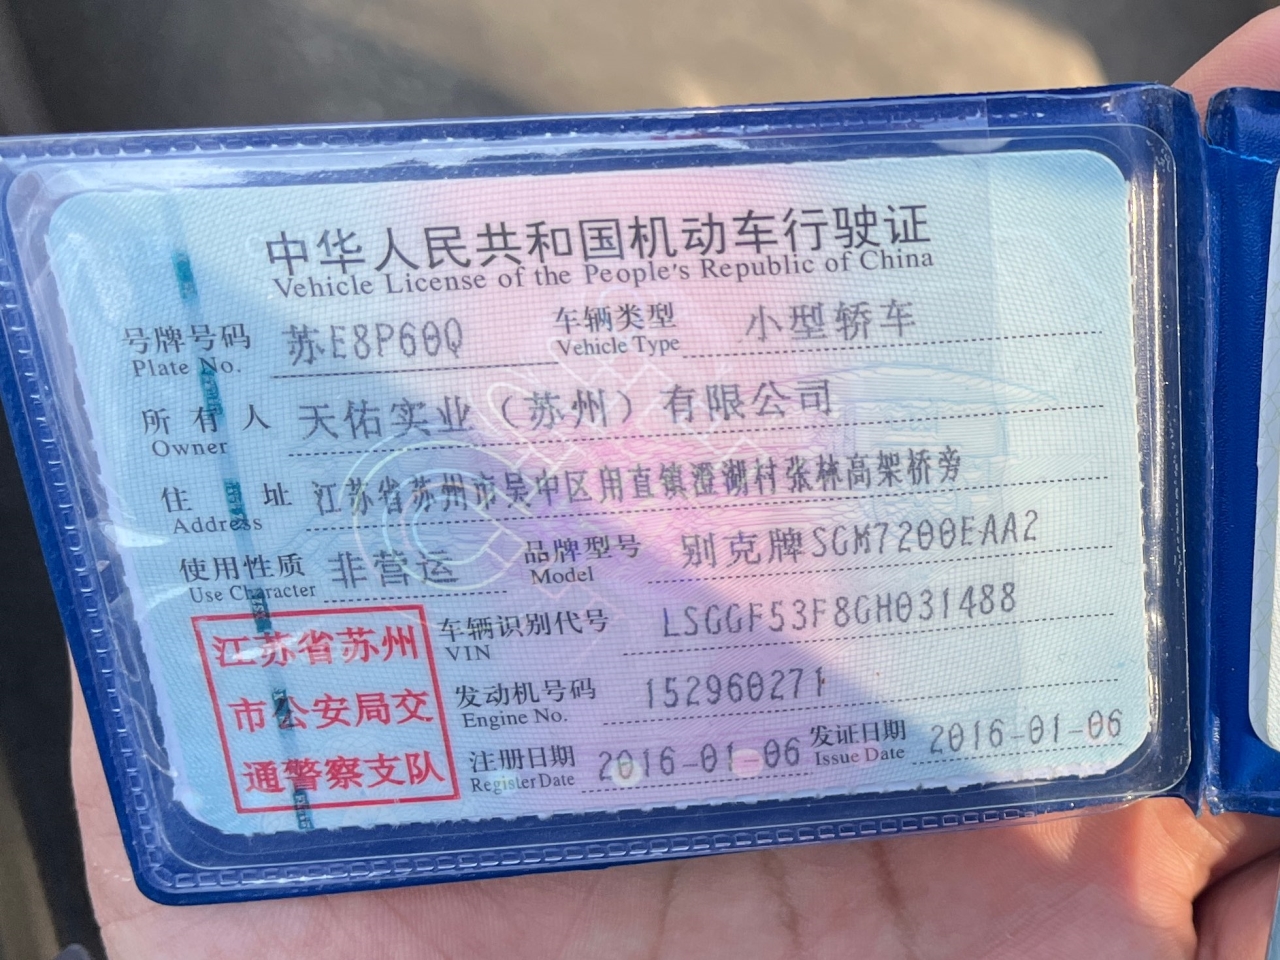 中华人民共和国机动车行驶证
Vehicle License of the People's Republic of China
号牌号码 苏E8P60Q 车辆类型 小型轿车
Plate No. Vehicle Type
所有人 天佑实业（苏州）有限公司
Owner
住址 江苏省苏州市吴中区甪直镇澄湖村张林高架桥旁
Address
使用性质 非营运 品牌型号 别克牌SGM7200EAA2
Use Character Model
车辆识别代号 LSGGF53F8GH031488
VIN
发动机号码 152960271
Engine No.
注册日期 2016-01-06 发证日期 2016-01-06
Register Date Issue Date
江苏省苏州
市公安局交
通警察支队